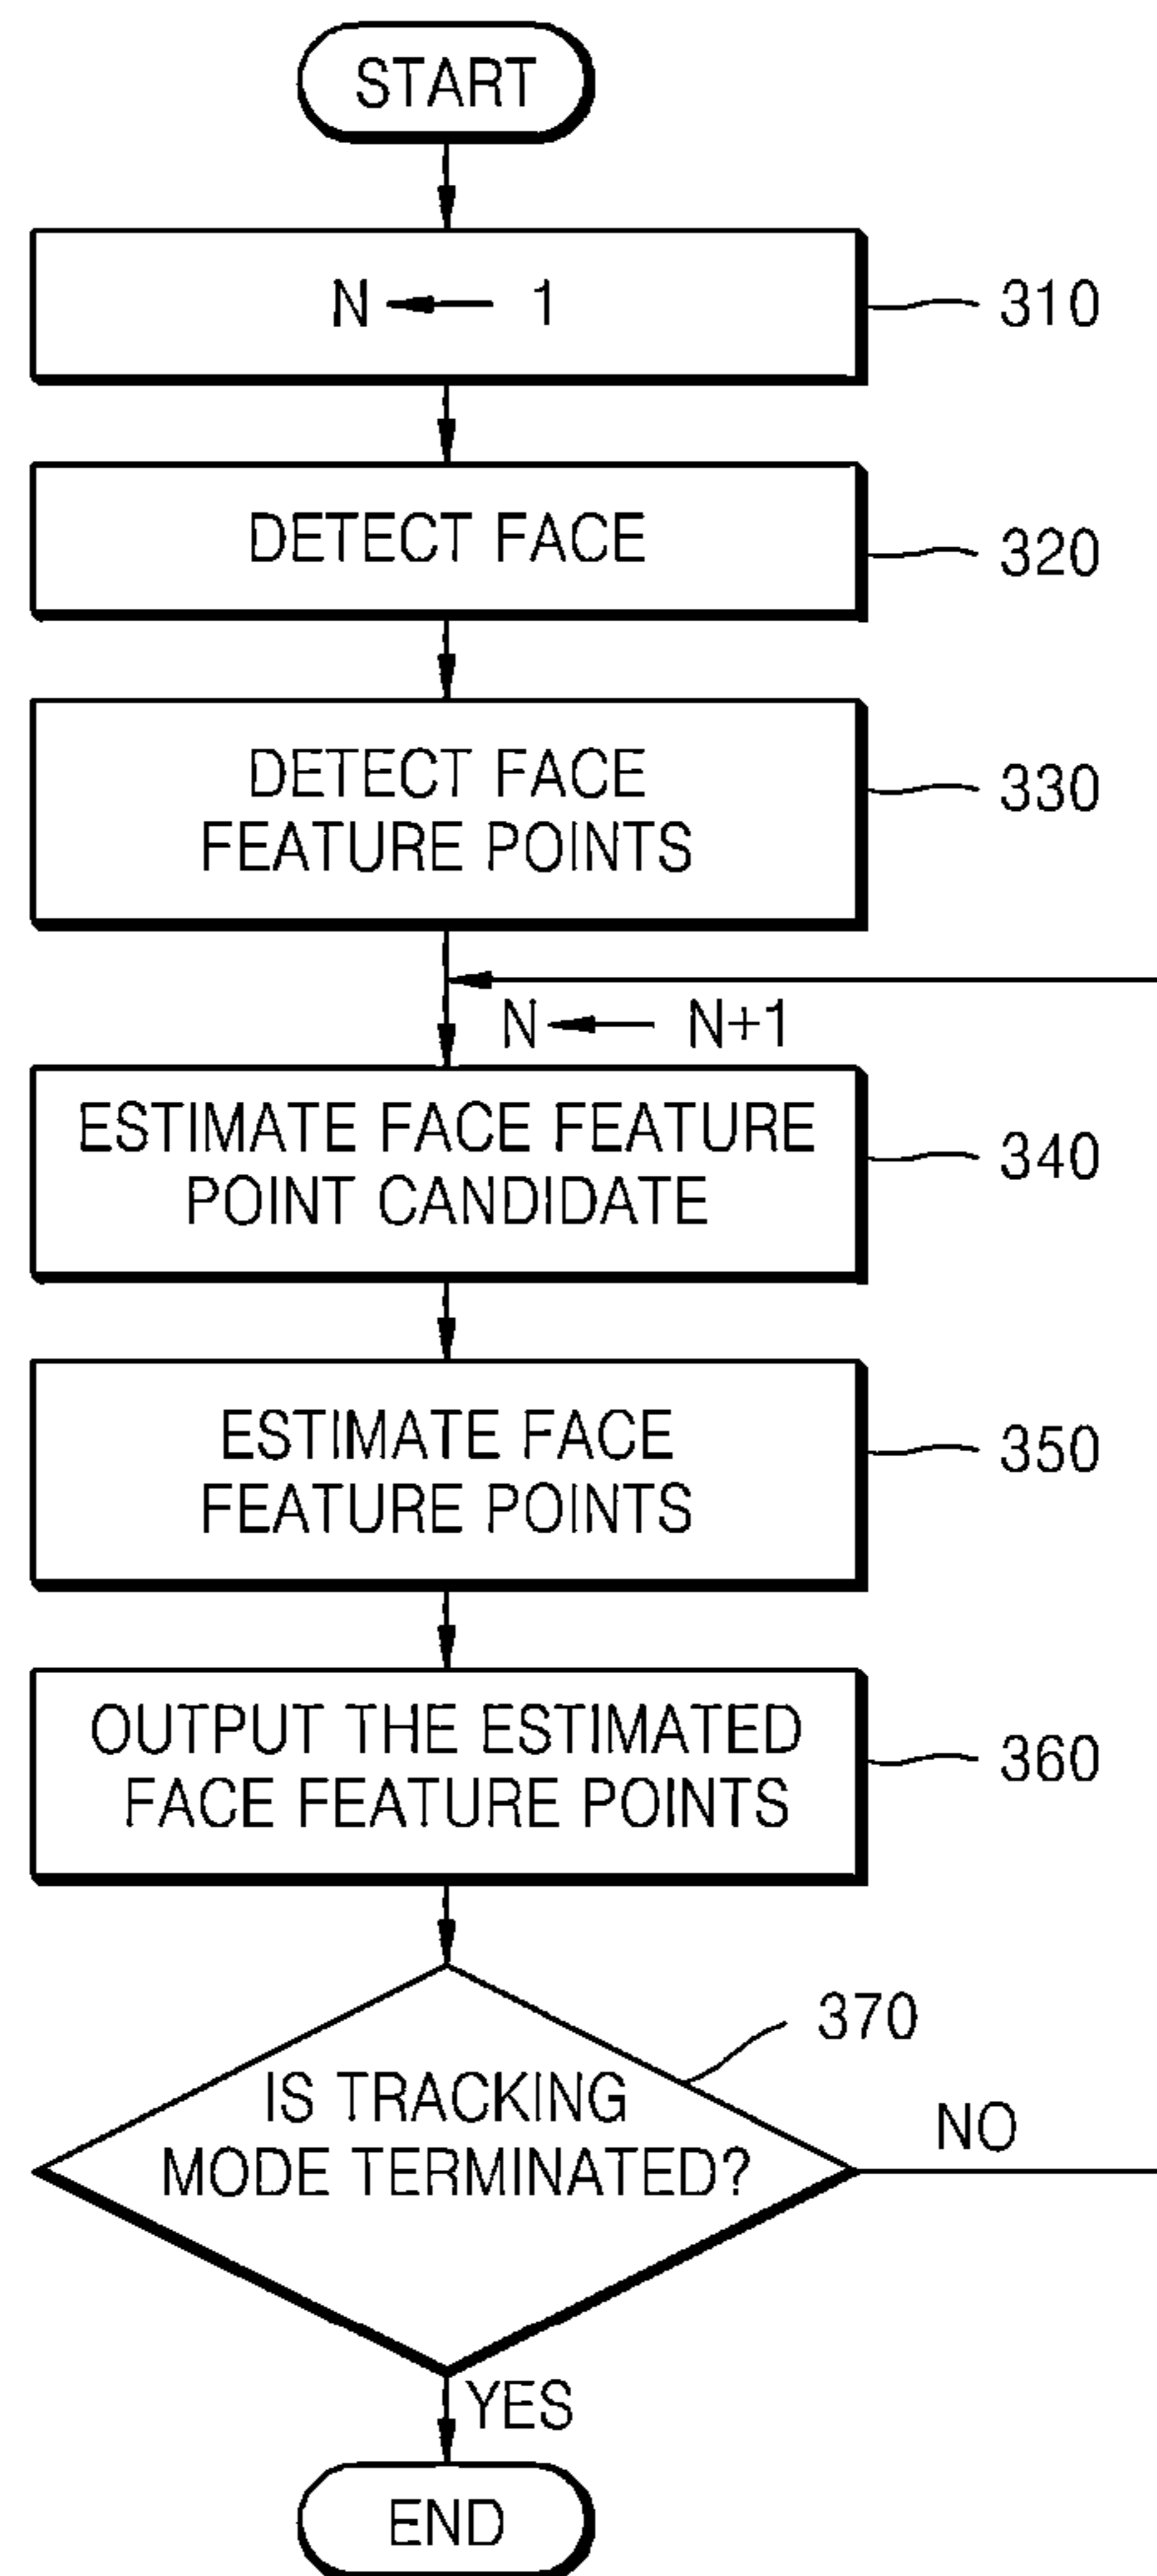 START
N ← 1
310
DETECT FACE
320
DETECT FACE
FEATURE POINTS
330
N ← N+1
ESTIMATE FACE FEATURE
POINT CANDIDATE
340
ESTIMATE FACE
FEATURE POINTS
350
OUTPUT THE ESTIMATED
FACE FEATURE POINTS
360
370
IS TRACKING
MODE TERMINATED?
NO
YES
END